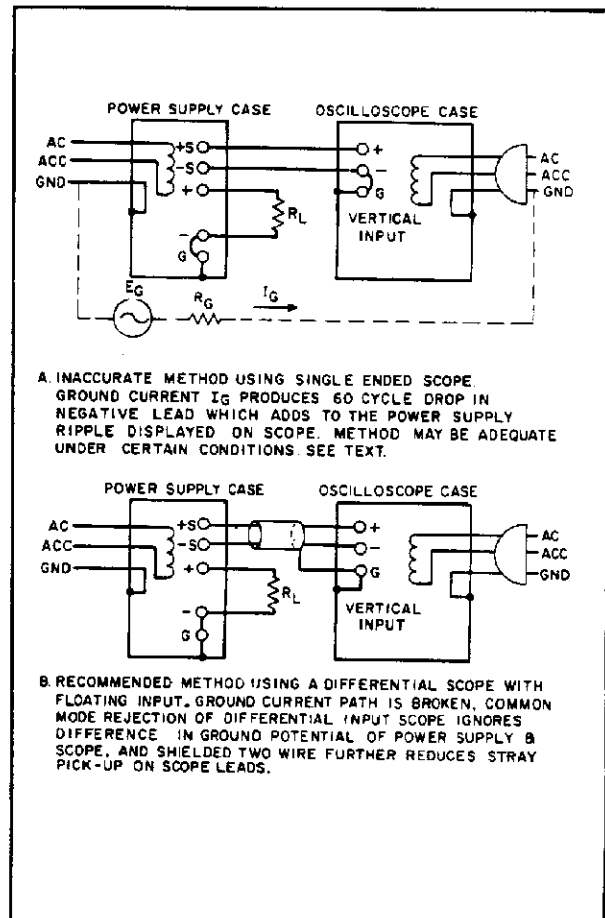 POWER SUPPLY CASE OSCILLOSCOPE CASE
AC +S + AC
ACC -S - ACC
GND + G GND
RL
VERTICAL
INPUT
-
G
EG RG IG
A. INACCURATE METHOD USING SINGLE ENDED SCOPE.
GROUND CURRENT IG PRODUCES 60 CYCLE DROP IN
NEGATIVE LEAD WHICH ADDS TO THE POWER SUPPLY
RIPPLE DISPLAYED ON SCOPE. METHOD MAY BE ADEQUATE
UNDER CERTAIN CONDITIONS. SEE TEXT.
POWER SUPPLY CASE OSCILLOSCOPE CASE
AC +S + AC
ACC -S - ACC
GND + G GND
RL
VERTICAL
INPUT
-
G
B. RECOMMENDED METHOD USING A DIFFERENTIAL SCOPE WITH
FLOATING INPUT. GROUND CURRENT PATH IS BROKEN, COMMON
MODE REJECTION OF DIFFERENTIAL INPUT SCOPE IGNORES
DIFFERENCE IN GROUND POTENTIAL OF POWER SUPPLY &
SCOPE, AND SHIELDED TWO WIRE FURTHER REDUCES STRAY
PICK-UP ON SCOPE LEADS.